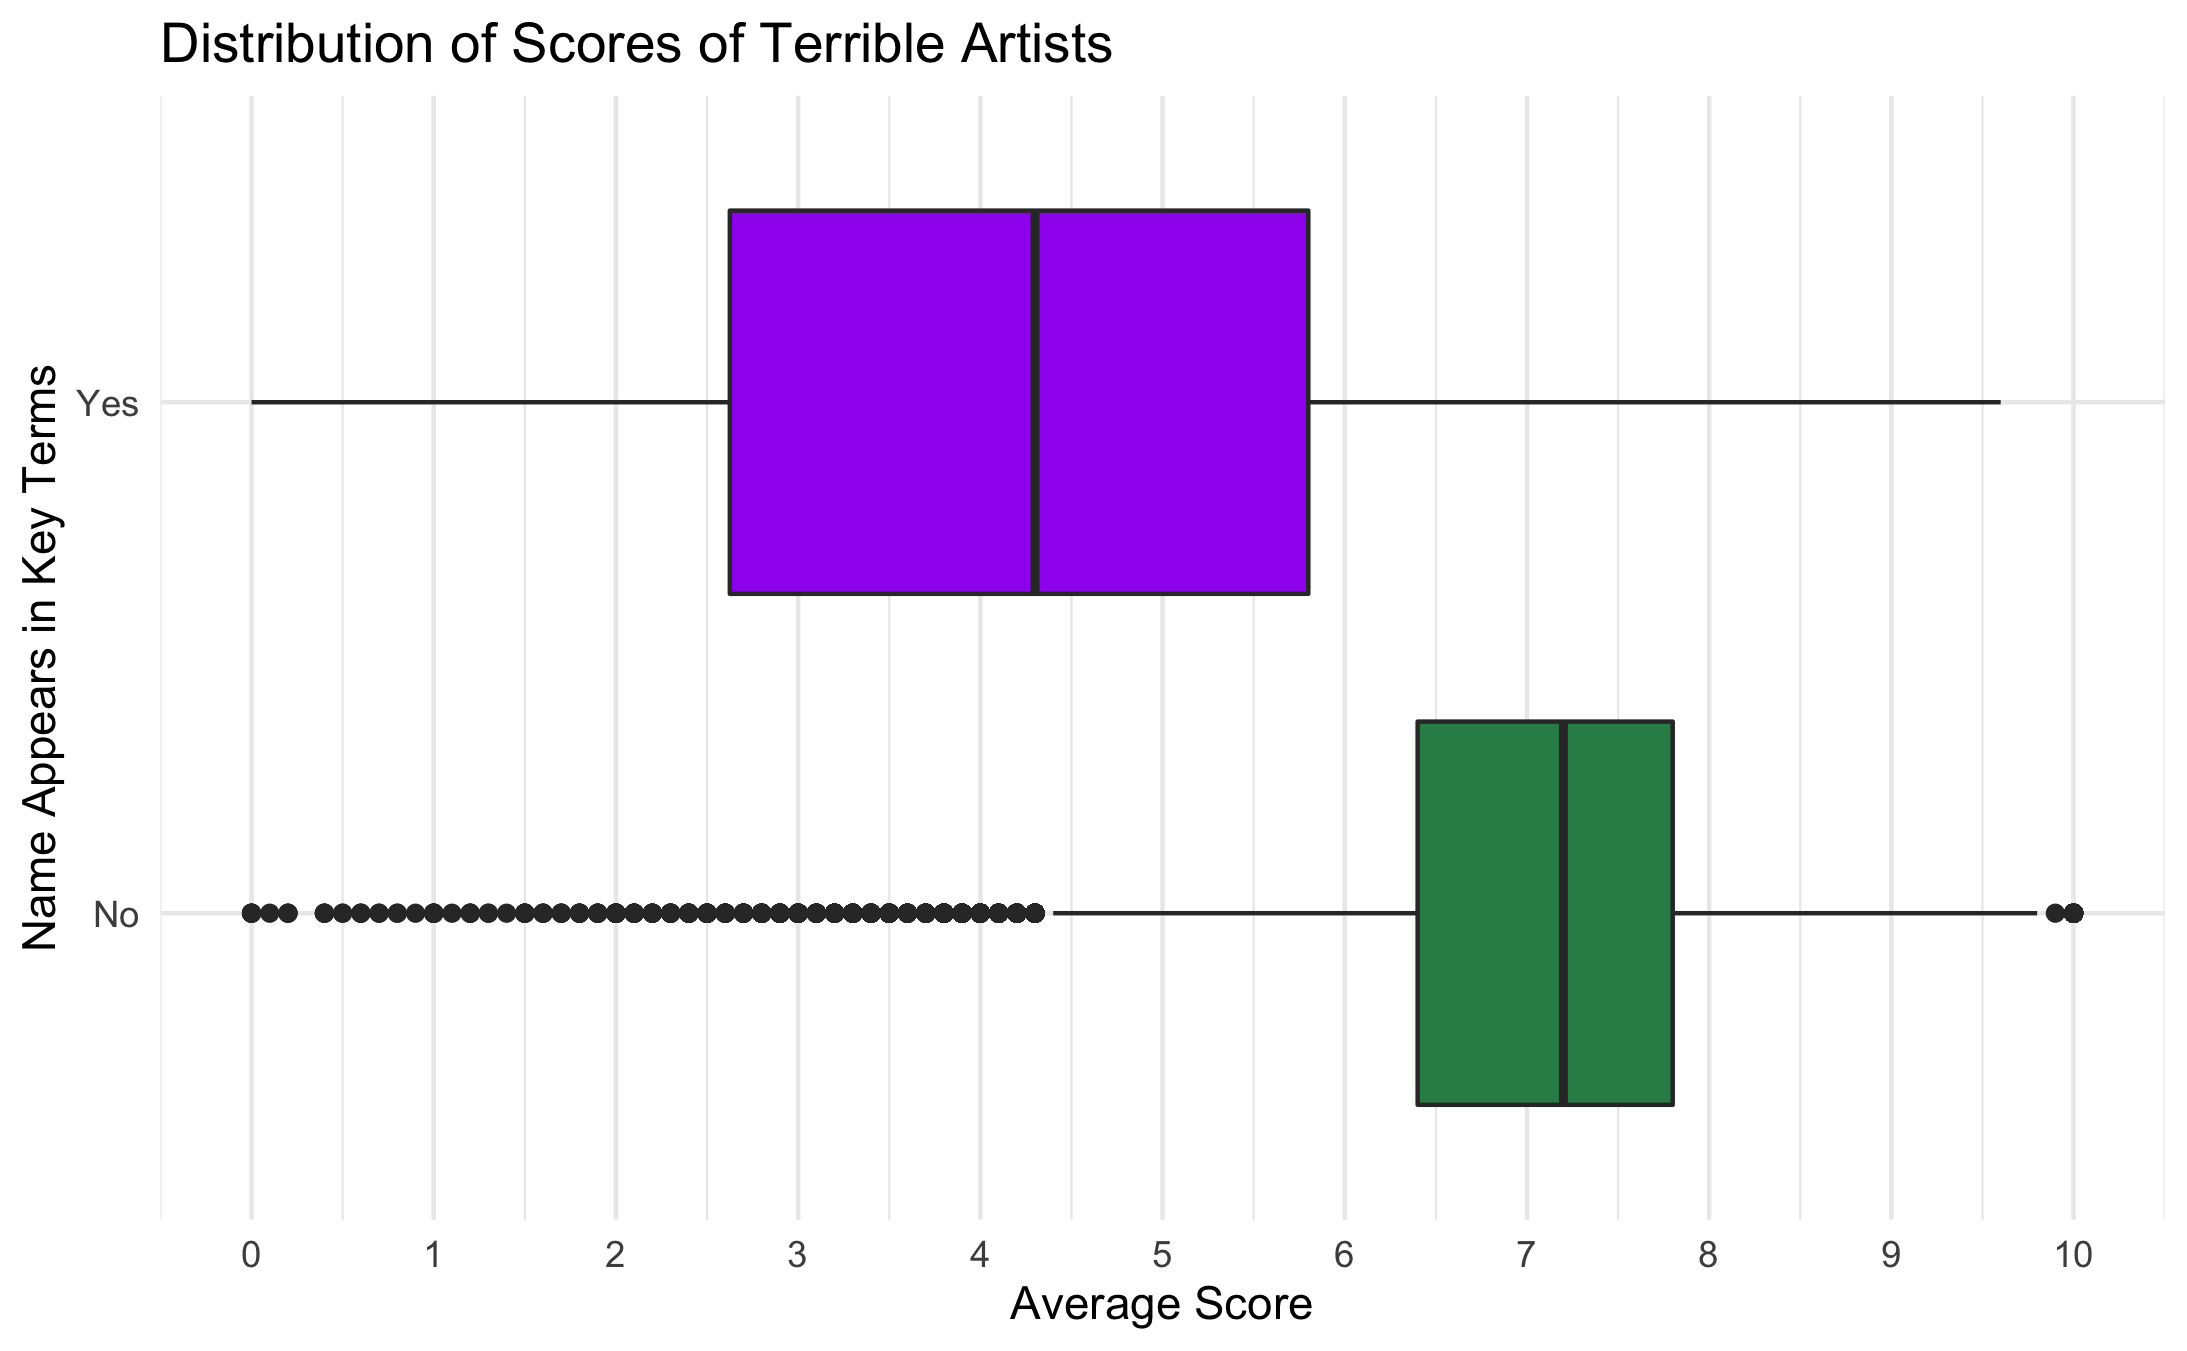 Distribution of Scores of Terrible Artists
Name Appears in Key Terms
Yes
No
0 1 2 3 4 5 6 7 8 9 10
Average Score